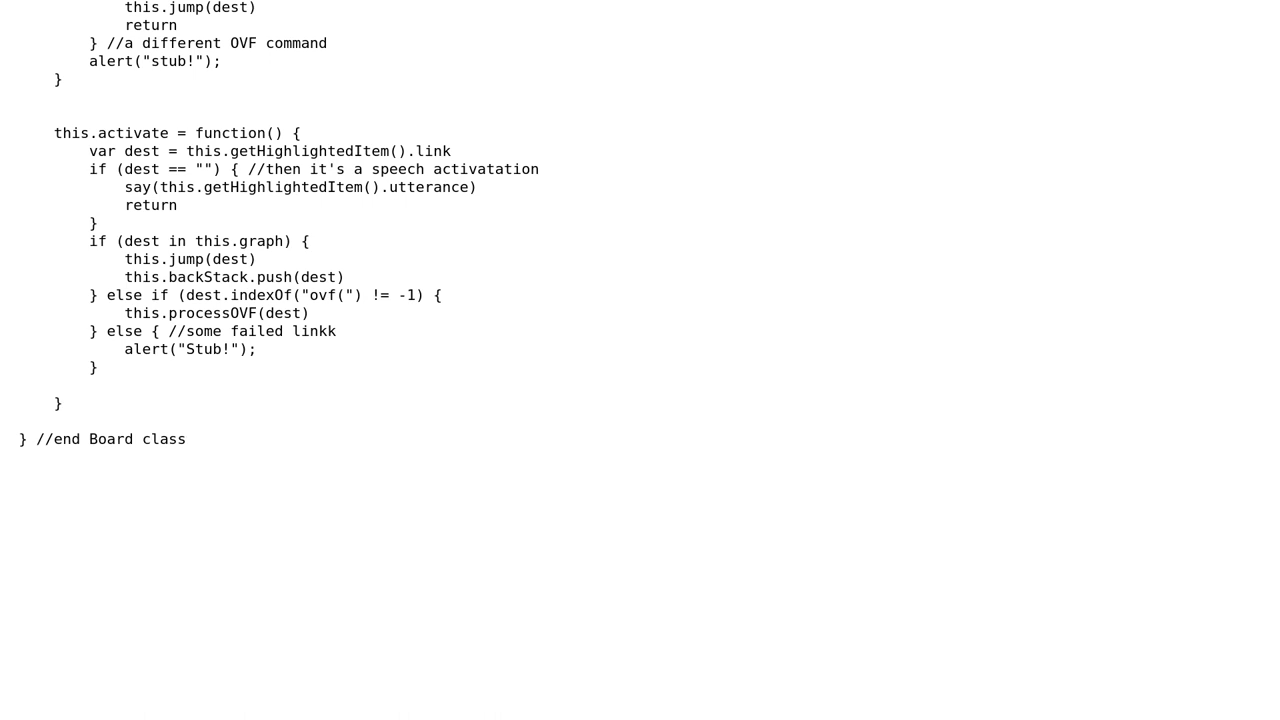 this.jump(dest)
            return
        } //a different OVF command
        alert("stub!");
    }

    this.activate = function() {
        var dest = this.getHighlightedItem().link
        if (dest == "") { //then it's a speech activatation
            say(this.getHighlightedItem().utterance)
            return
        }
        if (dest in this.graph) {
            this.jump(dest)
            this.backStack.push(dest)
        } else if (dest.indexOf("ovf(") != -1) {
            this.processOVF(dest)
        } else { //some failed linkk
            alert("Stub!");
        }

    }

} //end Board class